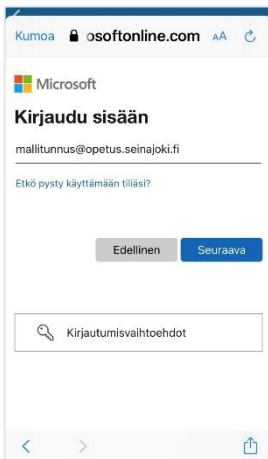 Kumoa osoftonline.com AA
Microsoft
Kirjaudu sisään
mallitunnus@opetus.seinajoki.fi
Etkö pysty käyttämään tiliäsi?
Edellinen Seuraava
Kirjautumisvaihtoehdot